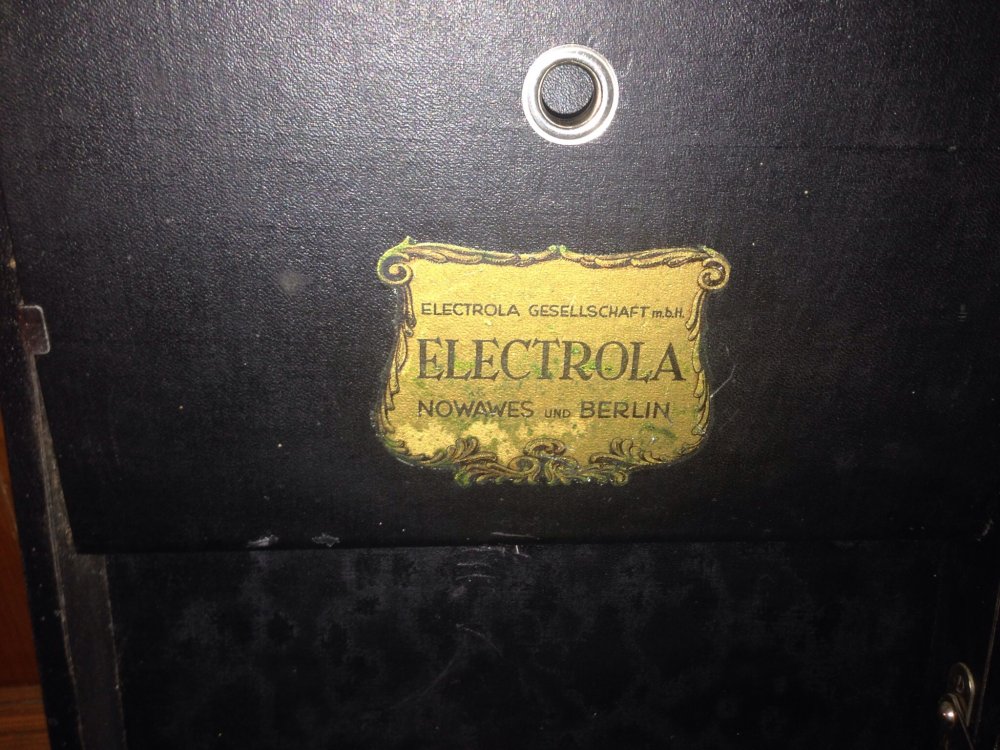 ELECTROLA GESELLSCHAFT m.b.H.
ELECTROLA
NOWAWES UND BERLIN